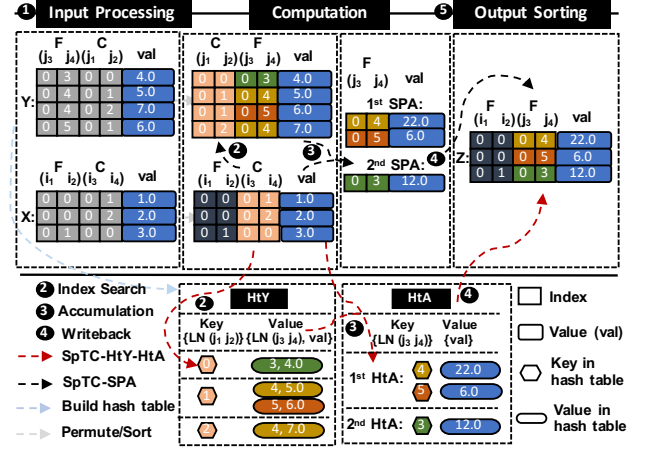 1 Input Processing
Computation
5 Output Sorting
F C
(j3 j4)(j1 j2) val
Y:
0 3 0 0 4.0
0 4 0 1 5.0
0 4 0 2 7.0
0 5 0 1 6.0
F C
(i1 i2)(i3 i4) val
X:
0 0 0 1 1.0
0 0 0 2 2.0
0 1 0 0 3.0
C F
(j1 j2)(j3 j4) val
0 0 0 3 4.0
0 1 0 4 5.0
0 1 0 5 6.0
0 2 0 4 7.0
2
3
F C
(i1 i2)(i3 i4) val
0 0 0 1 1.0
0 0 0 2 2.0
0 1 0 0 3.0
F
(j3 j4) val
1st SPA:
0 4 22.0
0 5 6.0
2nd SPA: 4
0 3 12.0
F F
(i1 i2)(j3 j4) val
Z:
0 0 0 4 22.0
0 0 0 5 6.0
0 1 0 3 12.0
2 Index Search
3 Accumulation
4 Writeback
SpTC-HtY-HtA
SpTC-SPA
Build hash table
Permute/Sort
2 HtY
Key Value
{LN (j1 j2)}{LN (j3 j4), val}
0 3, 4.0
1 4, 5.0
5, 6.0
2 4, 7.0
HtA 4
3 Key Value
{LN (j3 j4)} {val}
1st HtA: 4 22.0
5 6.0
2nd HtA: 3 12.0
Index
Value (val)
Key in
hash table
Value in
hash table